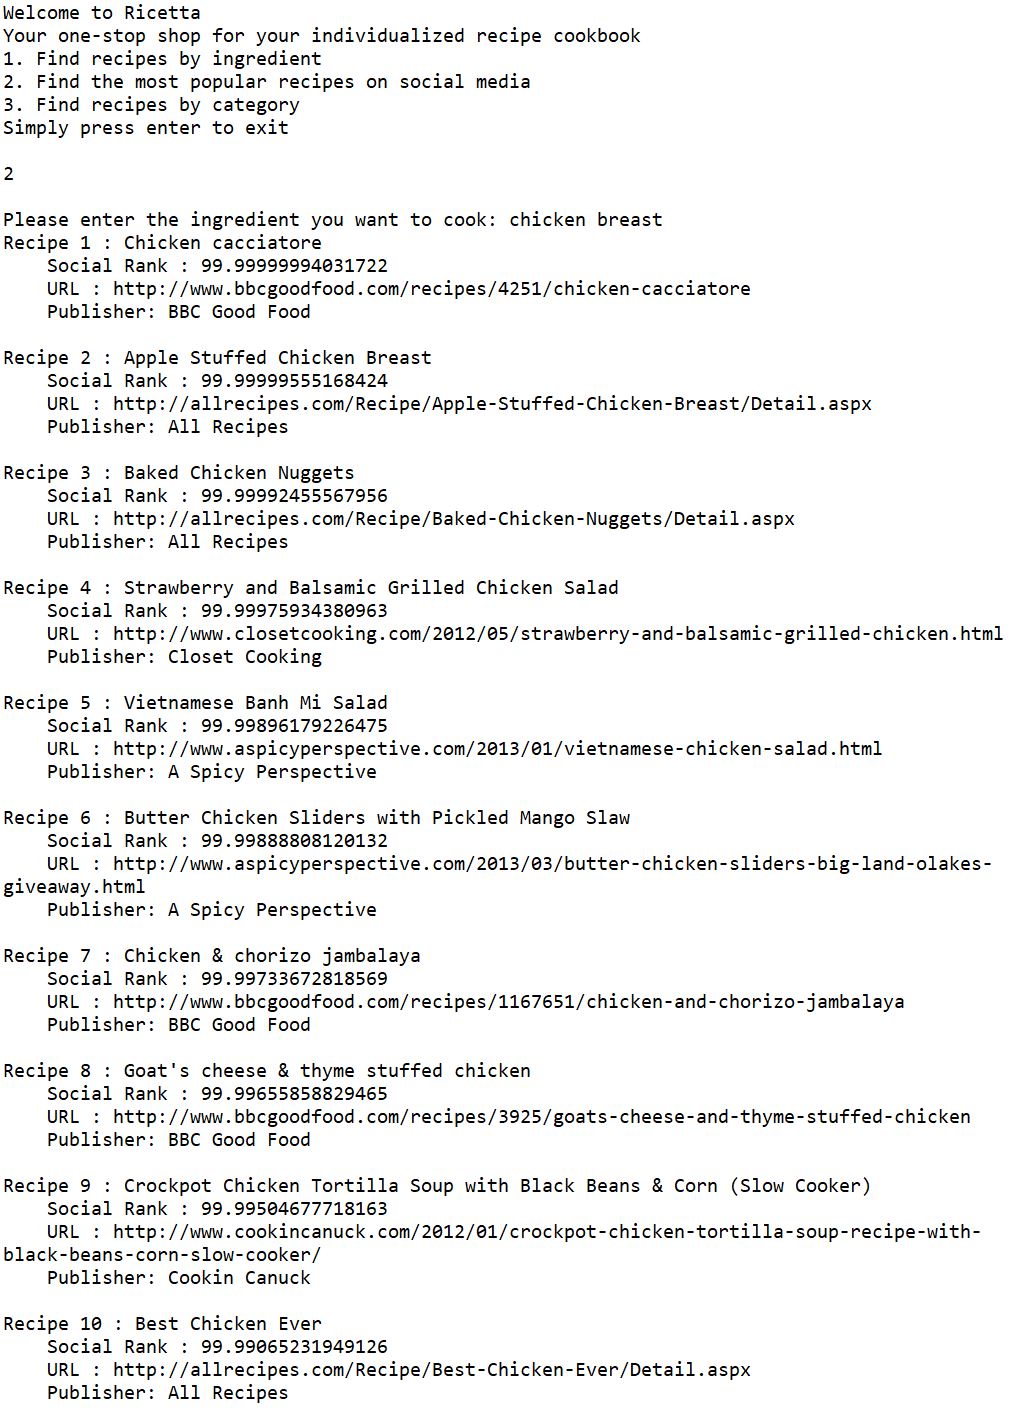 Welcome to Ricetta
Your one-stop shop for your individualized recipe cookbook
1. Find recipes by ingredient
2. Find the most popular recipes on social media
3. Find recipes by category
Simply press enter to exit
2
Please enter the ingredient you want to cook: chicken breast
Recipe 1 : Chicken cacciatore
Social Rank : 99.99999994031722
URL : http://www.bbcgoodfood.com/recipes/4251/chicken-cacciatore
Publisher: BBC Good Food
Recipe 2 : Apple Stuffed Chicken Breast
Social Rank : 99.99999555168424
URL : http://allrecipes.com/Recipe/Apple-Stuffed-Chicken-Breast/Detail.aspx
Publisher: All Recipes
Recipe 3 : Baked Chicken Nuggets
Social Rank : 99.99992455567956
URL : http://allrecipes.com/Recipe/Baked-Chicken-Nuggets/Detail.aspx
Publisher: All Recipes
Recipe 4 : Strawberry and Balsamic Grilled Chicken Salad
Social Rank : 99.99975934380963
URL : http://www.closetcooking.com/2012/05/strawberry-and-balsamic-grilled-chicken.html
Publisher: Closet Cooking
Recipe 5 : Vietnamese Banh Mi Salad
Social Rank : 99.99896179226475
URL : http://www.aspicyperspective.com/2013/01/vietnamese-chicken-salad.html
Publisher: A Spicy Perspective
Recipe 6 : Butter Chicken Sliders with Pickled Mango Slaw
Social Rank : 99.99888808120132
URL : http://www.aspicyperspective.com/2013/03/butter-chicken-sliders-big-land-olakes-
giveaway.html
Publisher: A Spicy Perspective
Recipe 7 : Chicken & chorizo jambalaya
Social Rank : 99.99733672818569
URL : http://www.bbcgoodfood.com/recipes/1167651/chicken-and-chorizo-jambalaya
Publisher: BBC Good Food
Recipe 8 : Goat's cheese & thyme stuffed chicken
Social Rank : 99.99655858829465
URL : http://www.bbcgoodfood.com/recipes/3925/goats-cheese-and-thyme-stuffed-chicken
Publisher: BBC Good Food
Recipe 9 : Crockpot Chicken Tortilla Soup with Black Beans & Corn (Slow Cooker)
Social Rank : 99.99504677718163
URL : http://www.cookincanuck.com/2012/01/crockpot-chicken-tortilla-soup-recipe-with-
black-beans-corn-slow-cooker/
Publisher: Cookin Canuck
Recipe 10 : Best Chicken Ever
Social Rank : 99.99065231949126
URL : http://allrecipes.com/Recipe/Best-Chicken-Ever/Detail.aspx
Publisher: All Recipes